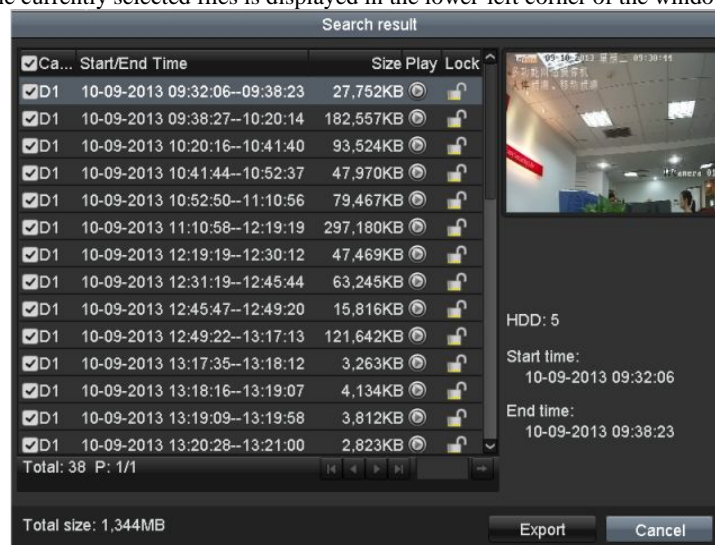 e currently selected files is displayed in the lower-left corner of the windo
Search result
Ca... Start/End Time Size Play Lock
D1 10-09-2013 09:32:06--09:38:23 27,752KB
D1 10-09-2013 09:38:27--10:20:14 182,557KB
D1 10-09-2013 10:20:16--10:41:40 93,524KB
D1 10-09-2013 10:41:44--10:52:37 47,970KB
D1 10-09-2013 10:52:50--11:10:56 79,467KB
D1 10-09-2013 11:10:58--12:19:19 297,180KB
D1 10-09-2013 12:19:19--12:30:12 47,469KB
D1 10-09-2013 12:31:19--12:45:44 63,245KB
D1 10-09-2013 12:45:47--12:49:20 15,816KB
D1 10-09-2013 12:49:22--13:17:13 121,642KB
D1 10-09-2013 13:17:35--13:18:12 3,263KB
D1 10-09-2013 13:18:16--13:19:07 4,134KB
D1 10-09-2013 13:19:09--13:19:58 3,812KB
D1 10-09-2013 13:20:28--13:21:00 2,823KB
Total: 38 P: 1/1
09-10-2013 星期二 09:30:44
Camera 01
HDD: 5
Start time:
10-09-2013 09:32:06
End time:
10-09-2013 09:38:23
Total size: 1,344MB
Export
Cancel